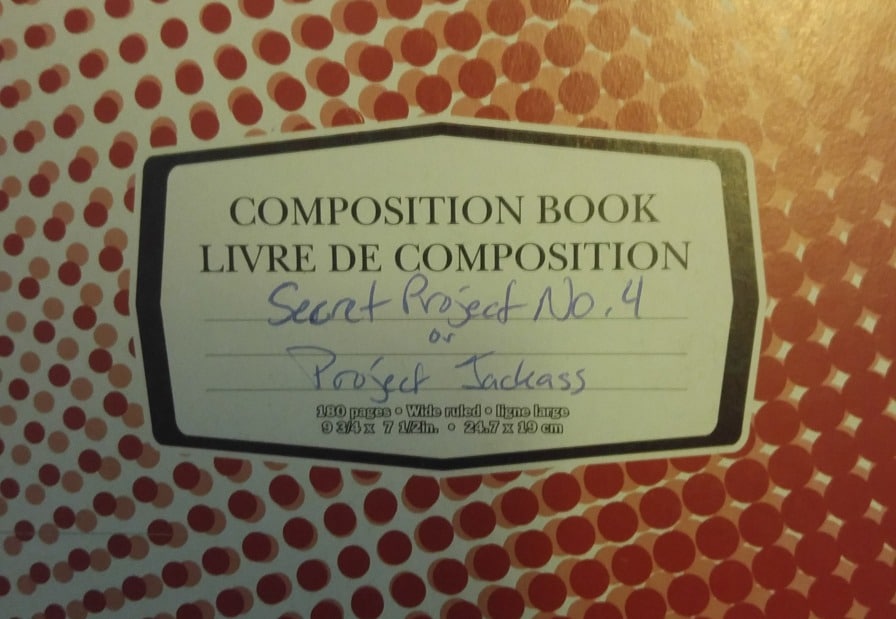 COMPOSITION BOOK
LIVRE DE COMPOSITION
Secret Project No. 4
or
Project Jackass
180 pages • Wide ruled • ligne large
9 3/4 x 7 1/2in. • 24.7 x 19 cm